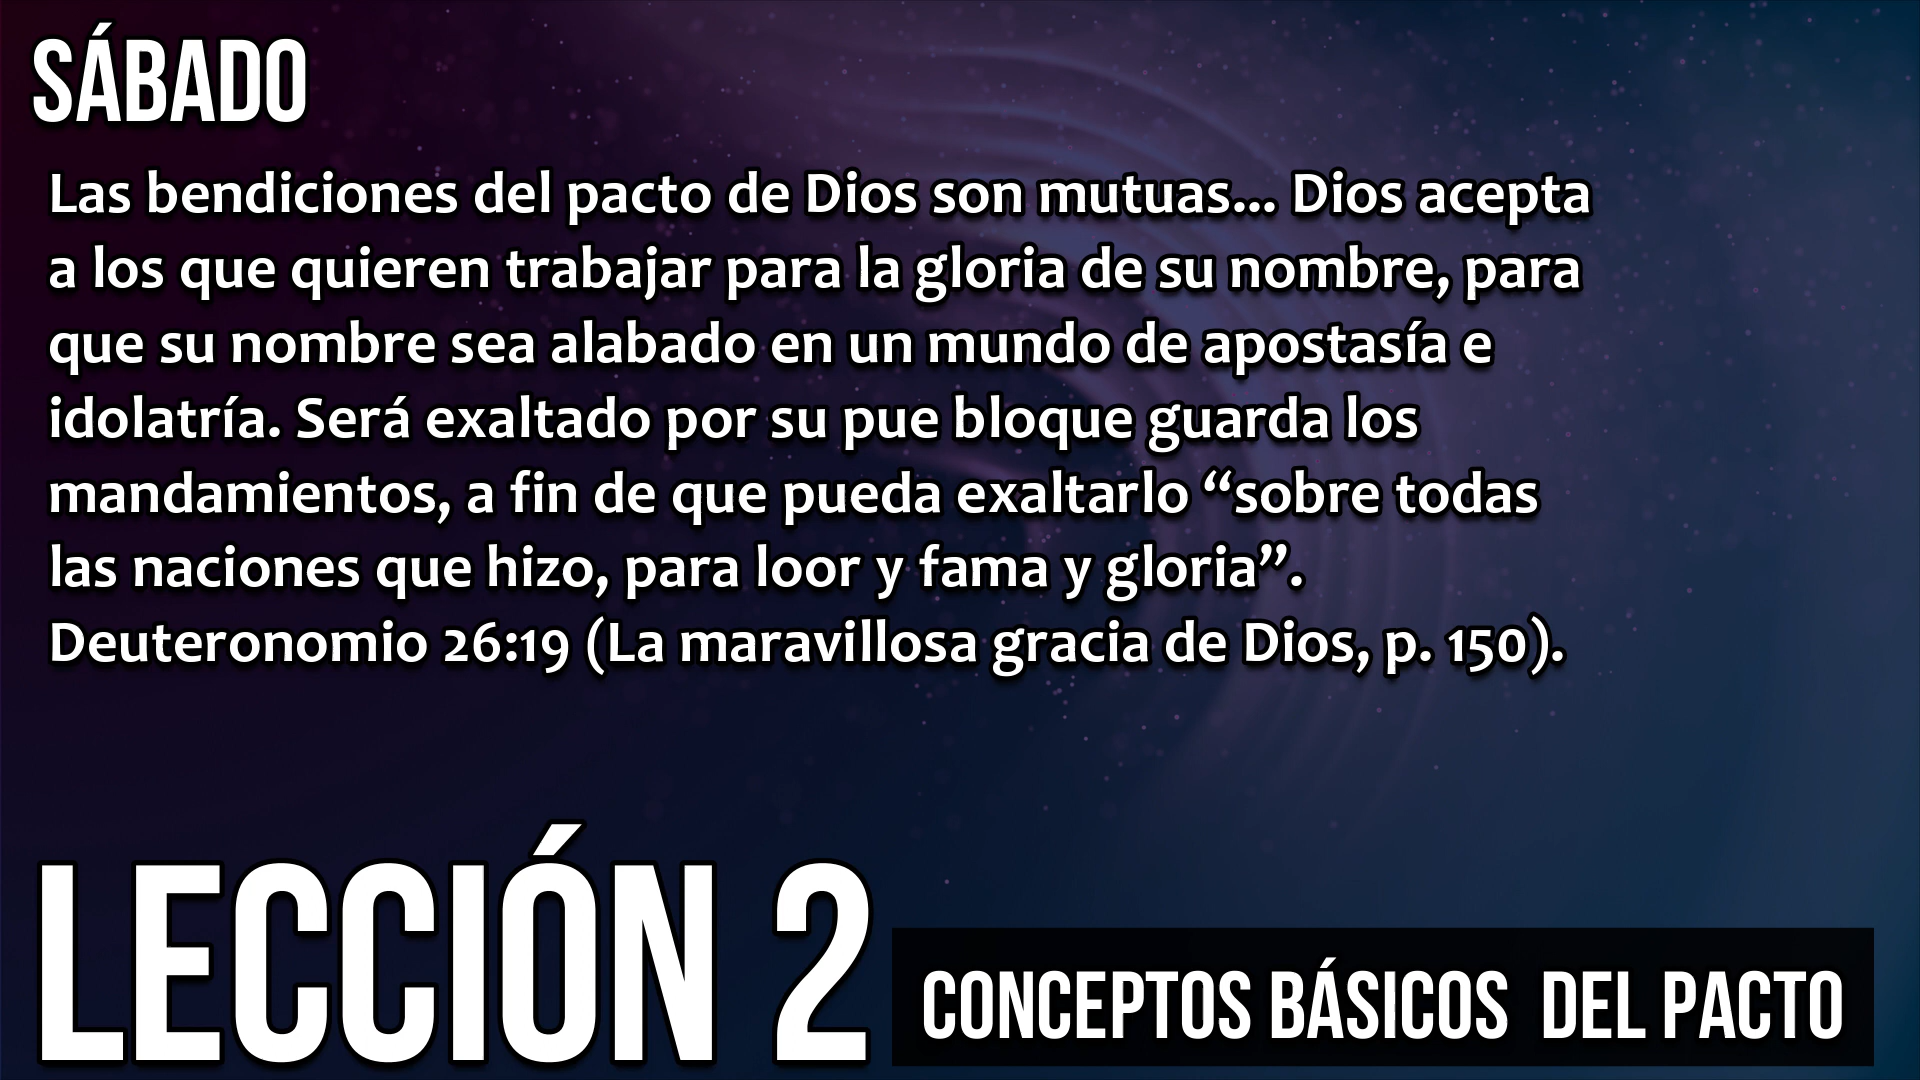 SÁBADO
Las bendiciones del pacto de Dios son mutuas... Dios acepta
a los que quieren trabajar para la gloria de su nombre, para
que su nombre sea alabado en un mundo de apostasía e
idolatría. Será exaltado por su pue bloque guarda los
mandamientos, a fin de que pueda exaltarlo “sobre todas
las naciones que hizo, para loor y fama y gloria”.
Deuteronomio 26:19 (La maravillosa gracia de Dios, p. 150).
LECCIÓN 2
CONCEPTOS BÁSICOS  DEL PACTO